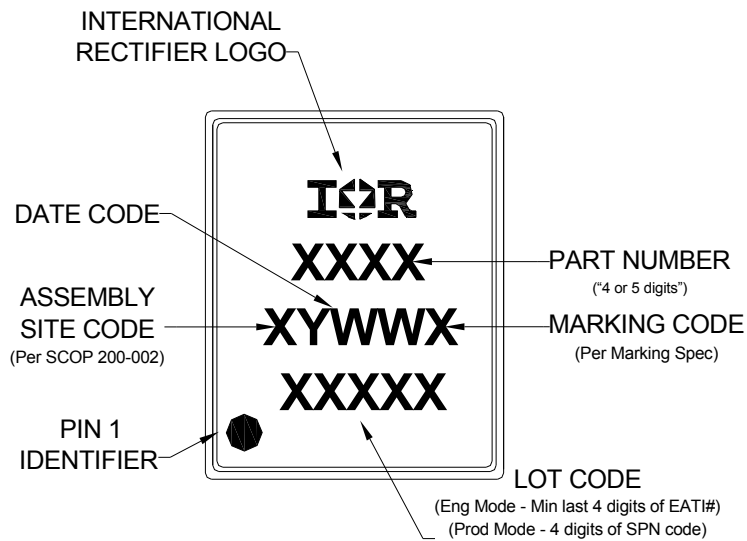 INTERNATIONAL
RECTIFIER LOGO
IOR
DATE CODE
XXXX
PART NUMBER
(“4 or 5 digits”)
ASSEMBLY
SITE CODE
(Per SCOP 200-002)
XYWWX
MARKING CODE
(Per Marking Spec)
XXXXX
PIN 1
IDENTIFIER
LOT CODE
(Eng Mode - Min last 4 digits of EATI#)
(Prod Mode - 4 digits of SPN code)